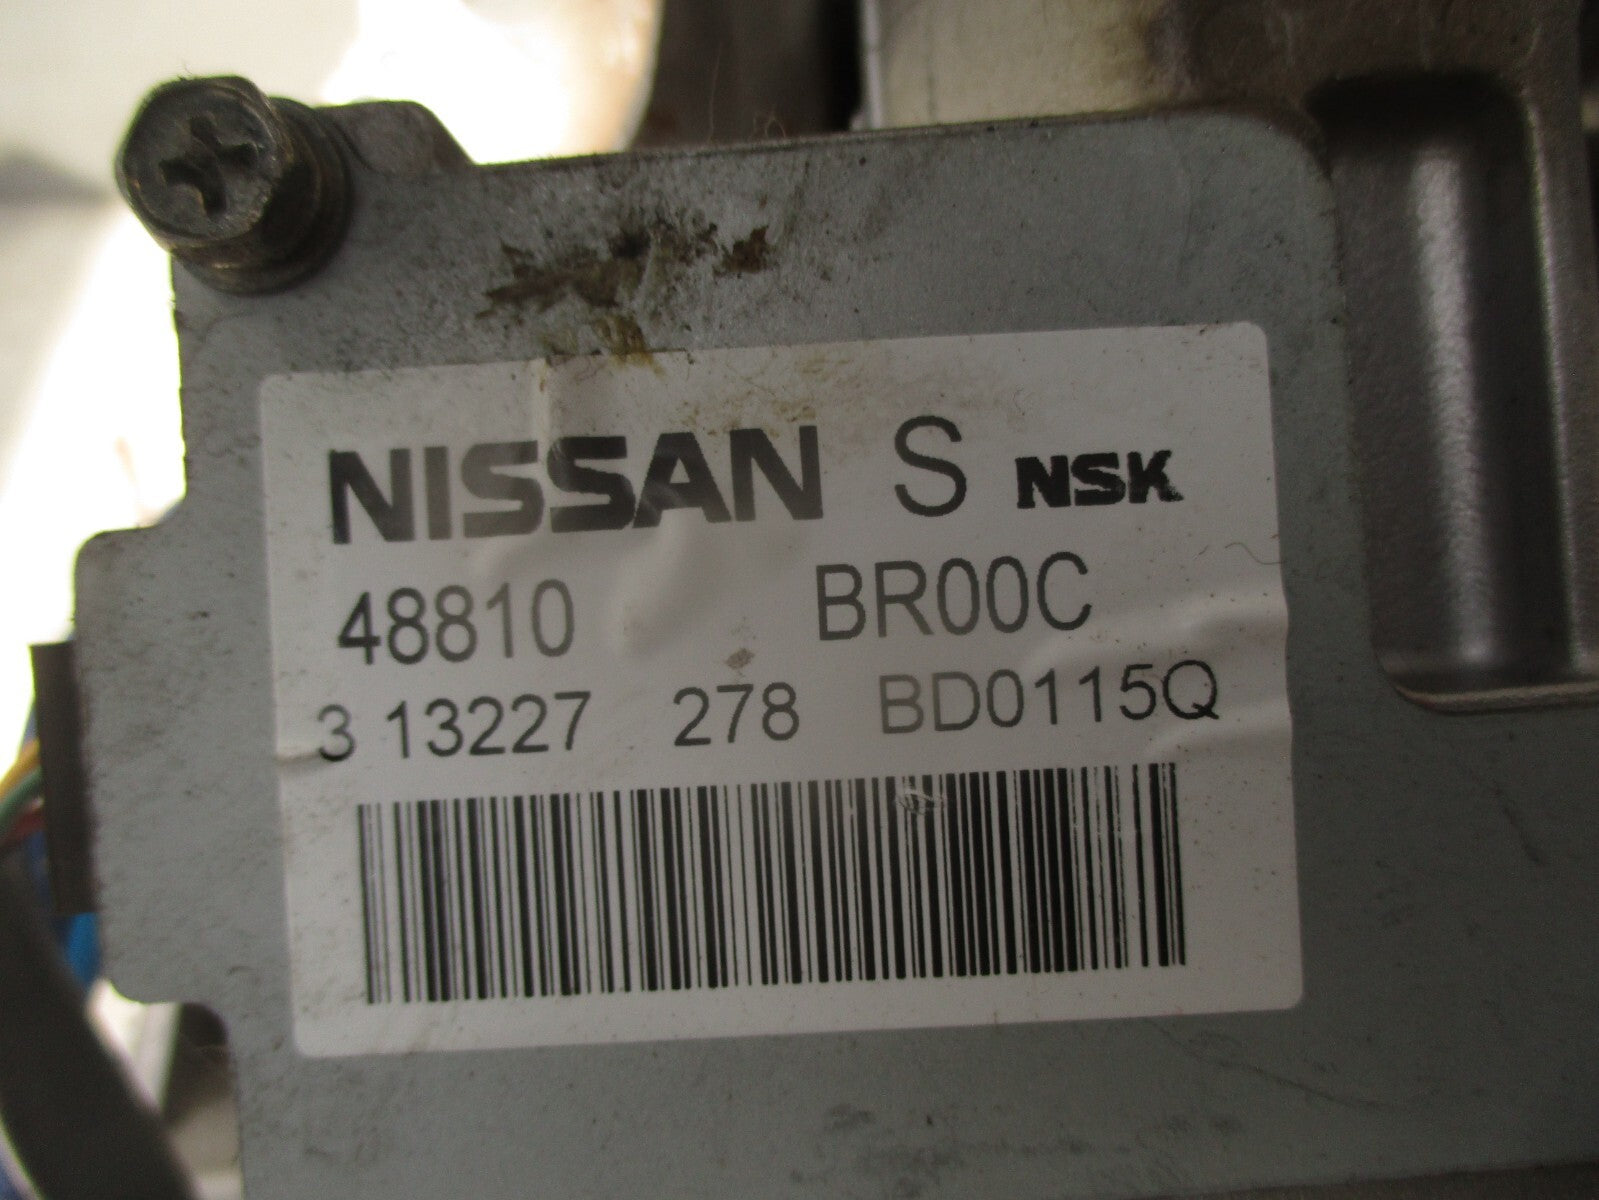 NISSAN S NSK
48810 BR00C
3 13227 278 BD0115Q